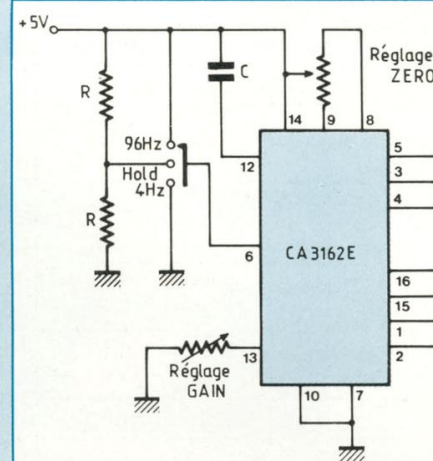 +5V
R
C
Réglage
ZERO
14
9
8
96Hz
Hold
4Hz
12
5
3
4
R
6
CA3162E
16
15
1
2
13
Réglage
GAIN
10
7